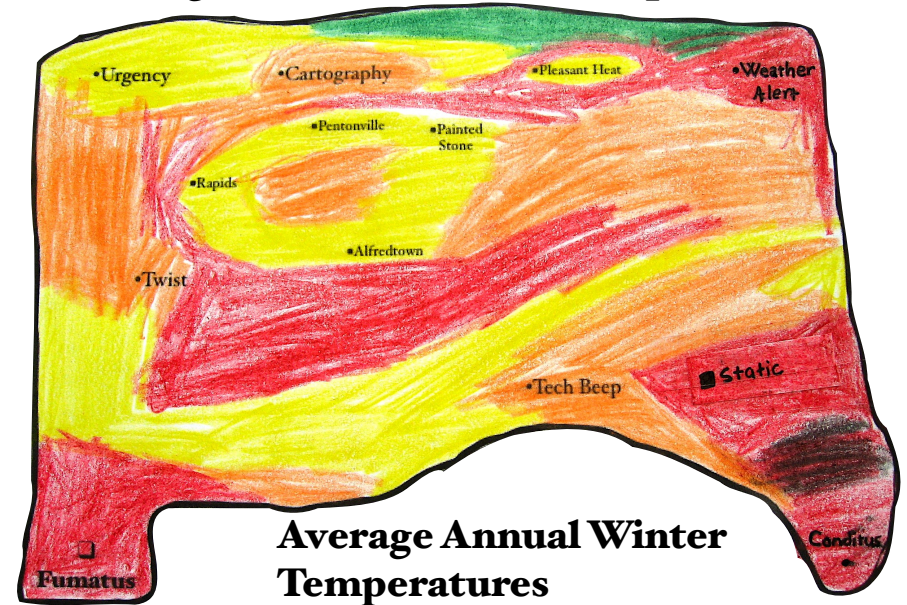 Urgency
Cartography
Pleasant Heat
Weather
Alert
Pentonville
Painted
Stone
Rapids
Alfredtown
Twist
Static
Tech Beep
Conditus
Fumatus
Average Annual Winter
Temperatures